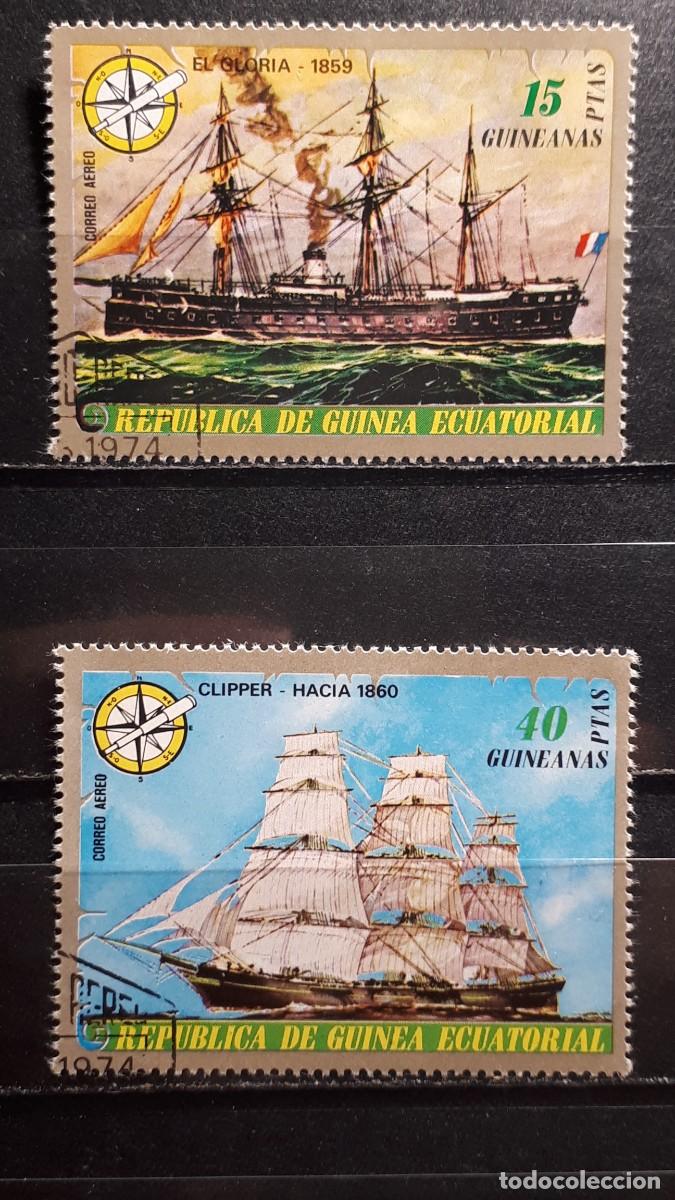 EL GLORIA - 1859
15
GUINEANAS PTAS
CORREO AEREO
REPUBLICA DE GUINEA ECUATORIAL
1974
CLIPPER - HACIA 1860
40
GUINEANAS PTAS
CORREO AEREO
REPUBLICA DE GUINEA ECUATORIAL
1974
todocoleccion